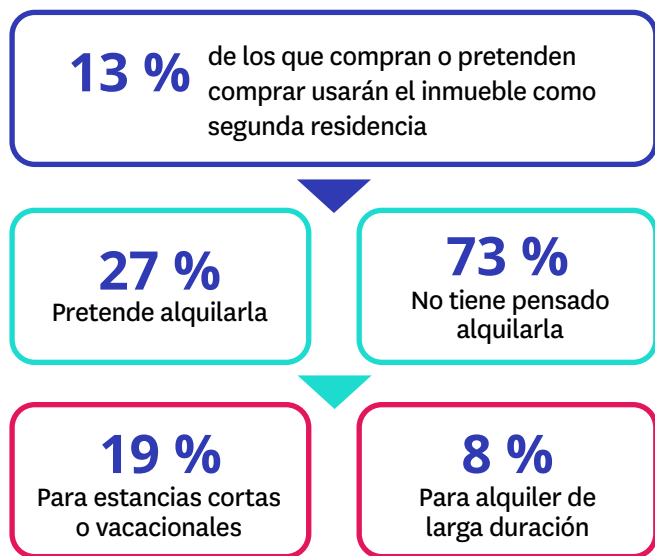 13 %
de los que compran o pretenden
comprar usarán el inmueble como
segunda residencia
27 %
Pretende alquilarla
73 %
No tiene pensado
alquilarla
19 %
Para estancias cortas
o vacacionales
8 %
Para alquiler de
larga duración